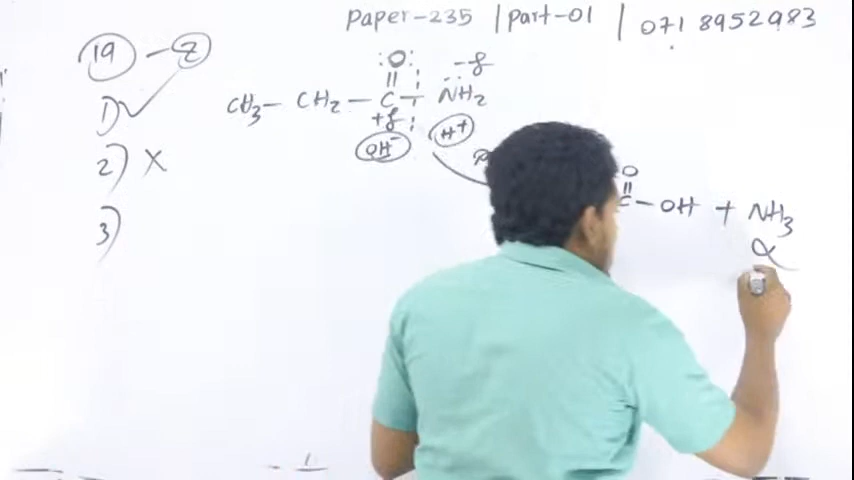 Paper-235 | Part-01 | 071 8952983
19 - 2
:O: -δ
||
1) ✓ CH3- CH2 - C - NH2
+δ
OH- H+
2) X
O
||
C - OH + NH3
3)